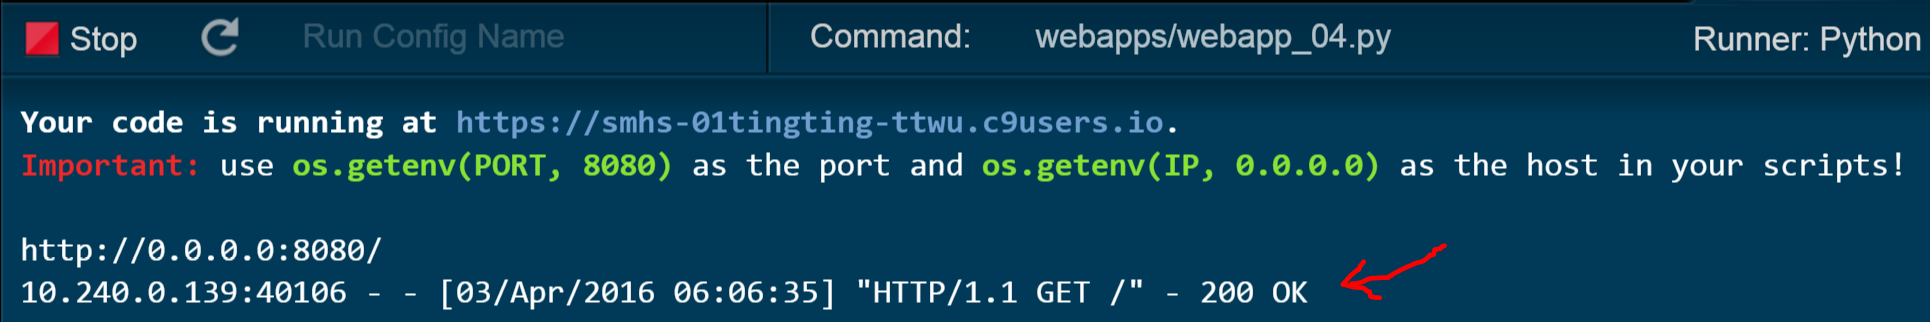 Stop Run Config Name Command: webapps/webapp_04.py Runner: Python
Your code is running at https://smhs-01tingting-ttwu.c9users.io.
Important: use os.getenv(PORT, 8080) as the port and os.getenv(IP, 0.0.0.0) as the host in your scripts!
http://0.0.0.0:8080/
10.240.0.139:40106 - - [03/Apr/2016 06:06:35] "HTTP/1.1 GET /" - 200 OK